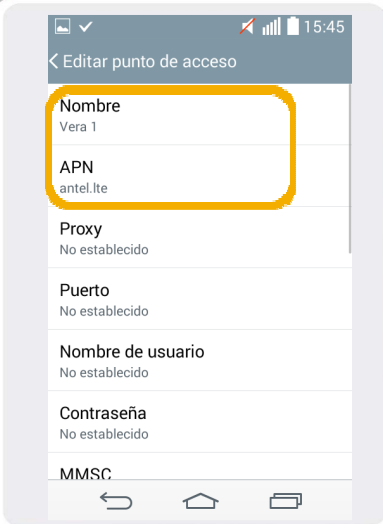 15:45
Editar punto de acceso
Nombre
Vera 1
APN
antel.lte
Proxy
No establecido
Puerto
No establecido
Nombre de usuario
No establecido
Contraseña
No establecido
MMSC